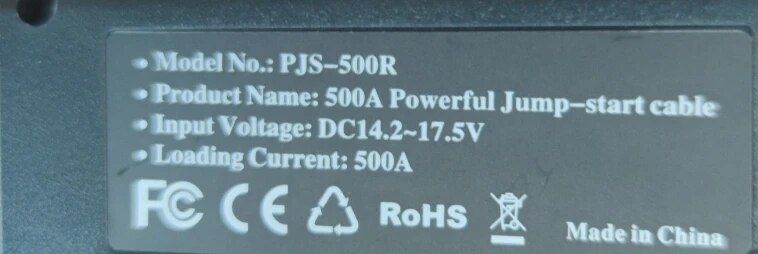 • Model No.: PJS-500R
• Product Name: 500A Powerful Jump-start cable
• Input Voltage: DC14.2~17.5V
• Loading Current: 500A
FC CE RoHS
Made in China